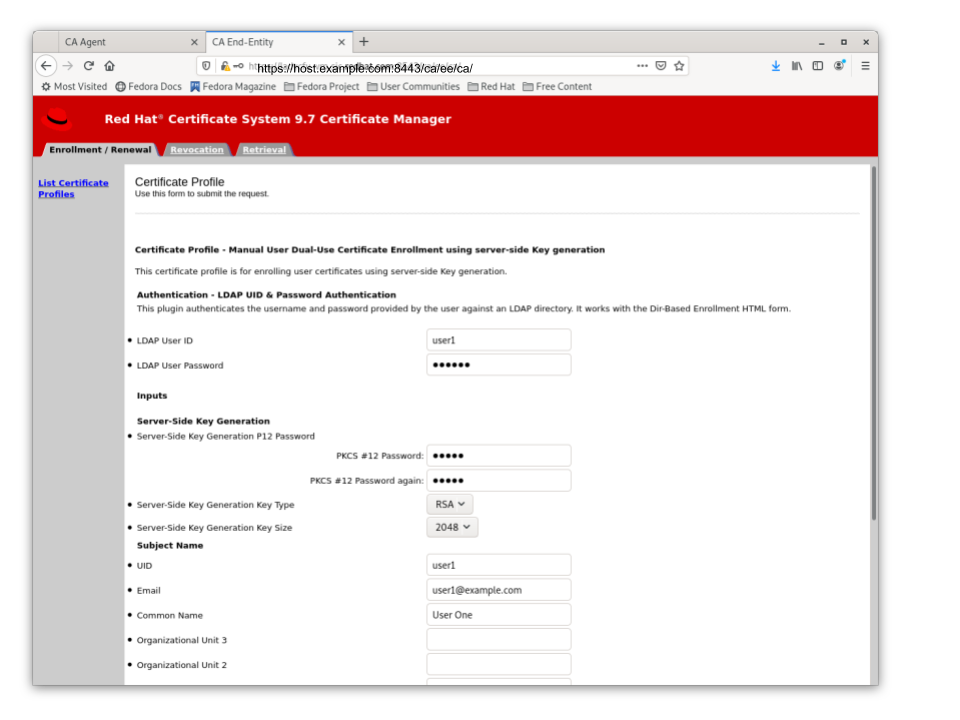 CA Agent × CA End-Entity × +
https://host.example.com:8443/ca/ee/ca/
Most Visited Fedora Docs Fedora Magazine Fedora Project User Communities Red Hat Free Content
Red Hat® Certificate System 9.7 Certificate Manager
Enrollment / Renewal Revocation Retrieval
List Certificate
Profiles
Certificate Profile
Use this form to submit the request.
Certificate Profile - Manual User Dual-Use Certificate Enrollment using server-side Key generation
This certificate profile is for enrolling user certificates using server-side Key generation.
Authentication - LDAP UID & Password Authentication
This plugin authenticates the username and password provided by the user against an LDAP directory. It works with the Dir-Based Enrollment HTML form.
• LDAP User ID user1
• LDAP User Password ••••••
Inputs
Server-Side Key Generation
• Server-Side Key Generation P12 Password
PKCS #12 Password: •••••
PKCS #12 Password again: •••••
• Server-Side Key Generation Key Type RSA
• Server-Side Key Generation Key Size 2048
Subject Name
• UID user1
• Email user1@example.com
• Common Name User One
• Organizational Unit 3
• Organizational Unit 2